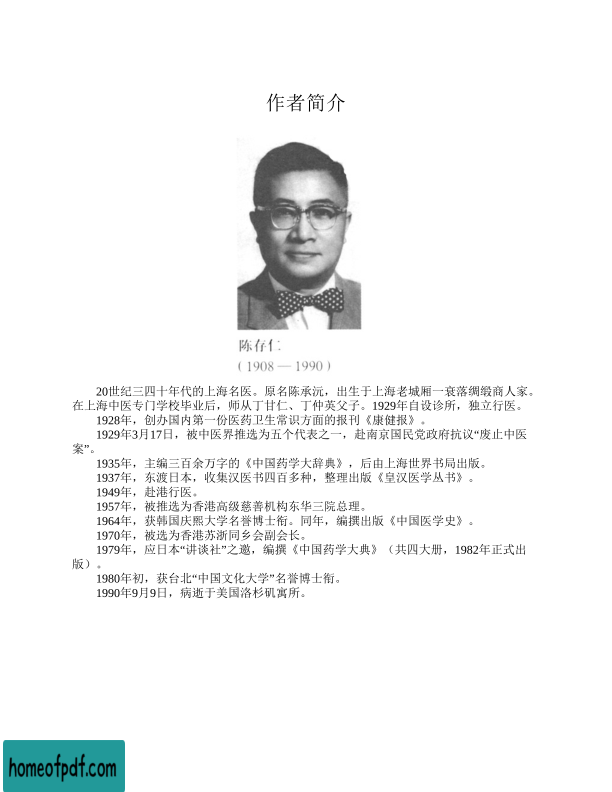 作者简介
陈存仁
（1908 — 1990）
20世纪三四十年代的上海名医。原名陈承沅，出生于上海老城厢一衰落绸缎商人家。
在上海中医专门学校毕业后，师从丁甘仁、丁仲英父子。1929年自设诊所，独立行医。
1928年，创办国内第一份医药卫生常识方面的报刊《康健报》。
1929年3月17日，被中医界推选为五个代表之一，赴南京国民党政府抗议“废止中医
案”。
1935年，主编三百余万字的《中国药学大辞典》，后由上海世界书局出版。
1937年，东渡日本，收集汉医书四百多种，整理出版《皇汉医学丛书》。
1949年，赴港行医。
1957年，被推选为香港高级慈善机构东华三院总理。
1964年，获韩国庆熙大学名誉博士衔。同年，编撰出版《中国医学史》。
1970年，被选为香港苏浙同乡会副会长。
1979年，应日本“讲谈社”之邀，编撰《中国药学大典》（共四大册，1982年正式出
版）。
1980年初，获台北“中国文化大学”名誉博士衔。
1990年9月9日，病逝于美国洛杉矶寓所。
homeofpdf.com